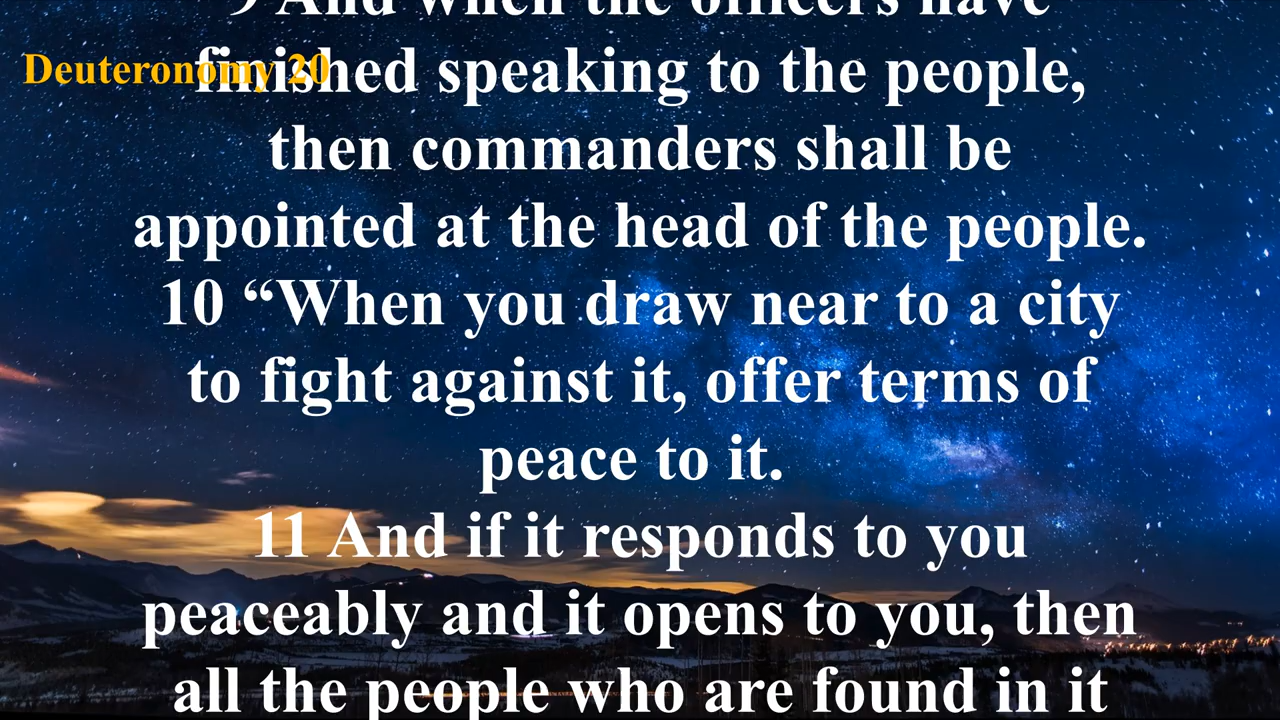 9 And when the officers have
Deuteronomy 20
finished speaking to the people,
then commanders shall be
appointed at the head of the people.
10 “When you draw near to a city
to fight against it, offer terms of
peace to it.
11 And if it responds to you
peaceably and it opens to you, then
all the people who are found in it